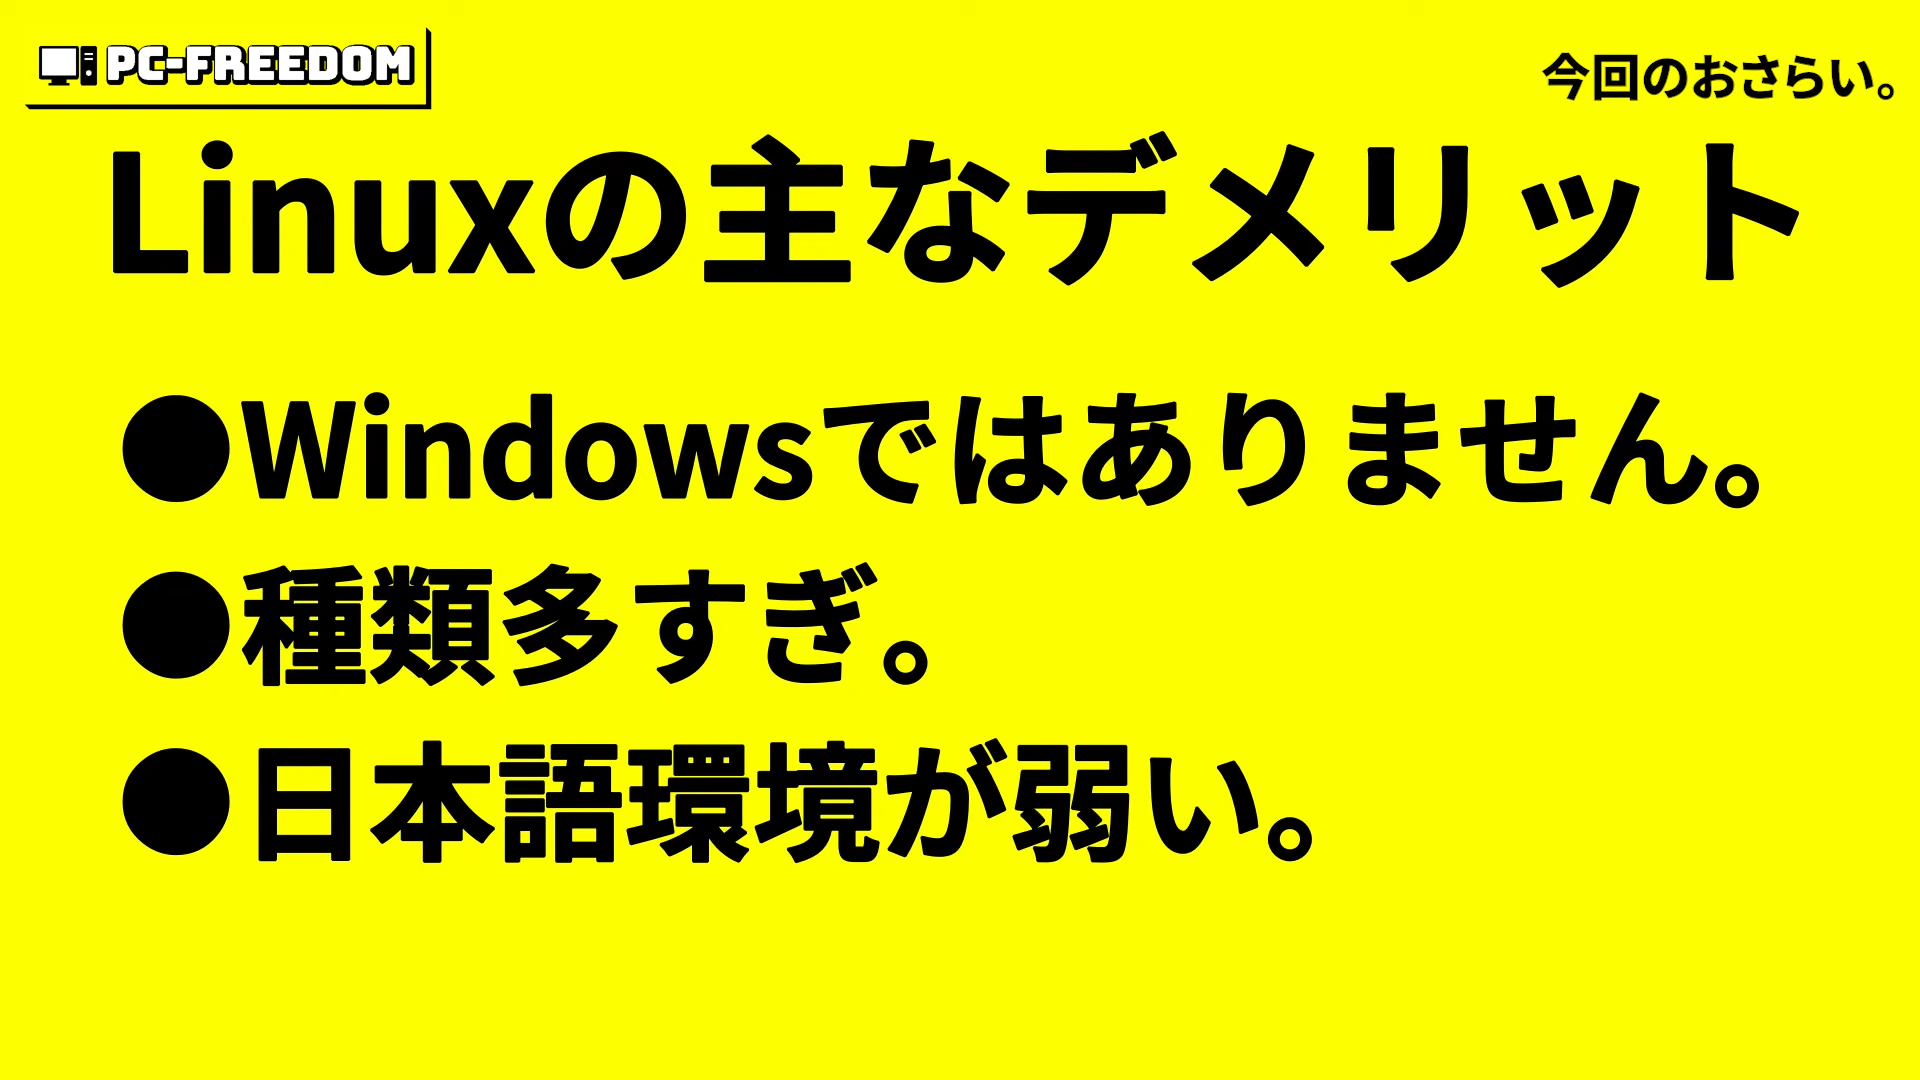 PC-FREEDOM
今回のおさらい。
Linuxの主なデメリット
●Windowsではありません。
●種類多すぎ。
●日本語環境が弱い。